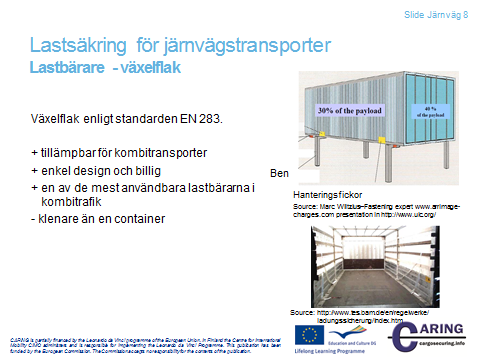 Slide Järnväg 8
Lastsäkring för järnvägstransporter
Lastbärare - växelflak
Växelflak enligt standarden EN 283.
+ tillämpbar för kombitransporter
+ enkel design och billig
+ en av de mest användbara lastbärarna i
kombitrafik
- klenare än en container
30% of the payload
40 %
of the payload
Ben
Hanteringsfickor
Source: Marc Wiltzius–Fastening expert www.arrimage-
charges.com presentation in http://www.uic.org/
Source: http://www.tes.bam.de/en/regelwerke/
ladungssicherung/index.htm
CARING is partially financed by the Leonardo da Vinci programme of the European Union. In Finland the Centre for International
Mobility CIMO administers and is responsible for implementing the Leonardo da Vinci Programme. This publication has been
funded by the European Commission. The Commission accepts no responsibility for the contents of the publication.
Education and Culture DG
Lifelong Learning Programme
CARING
cargosecuring.info